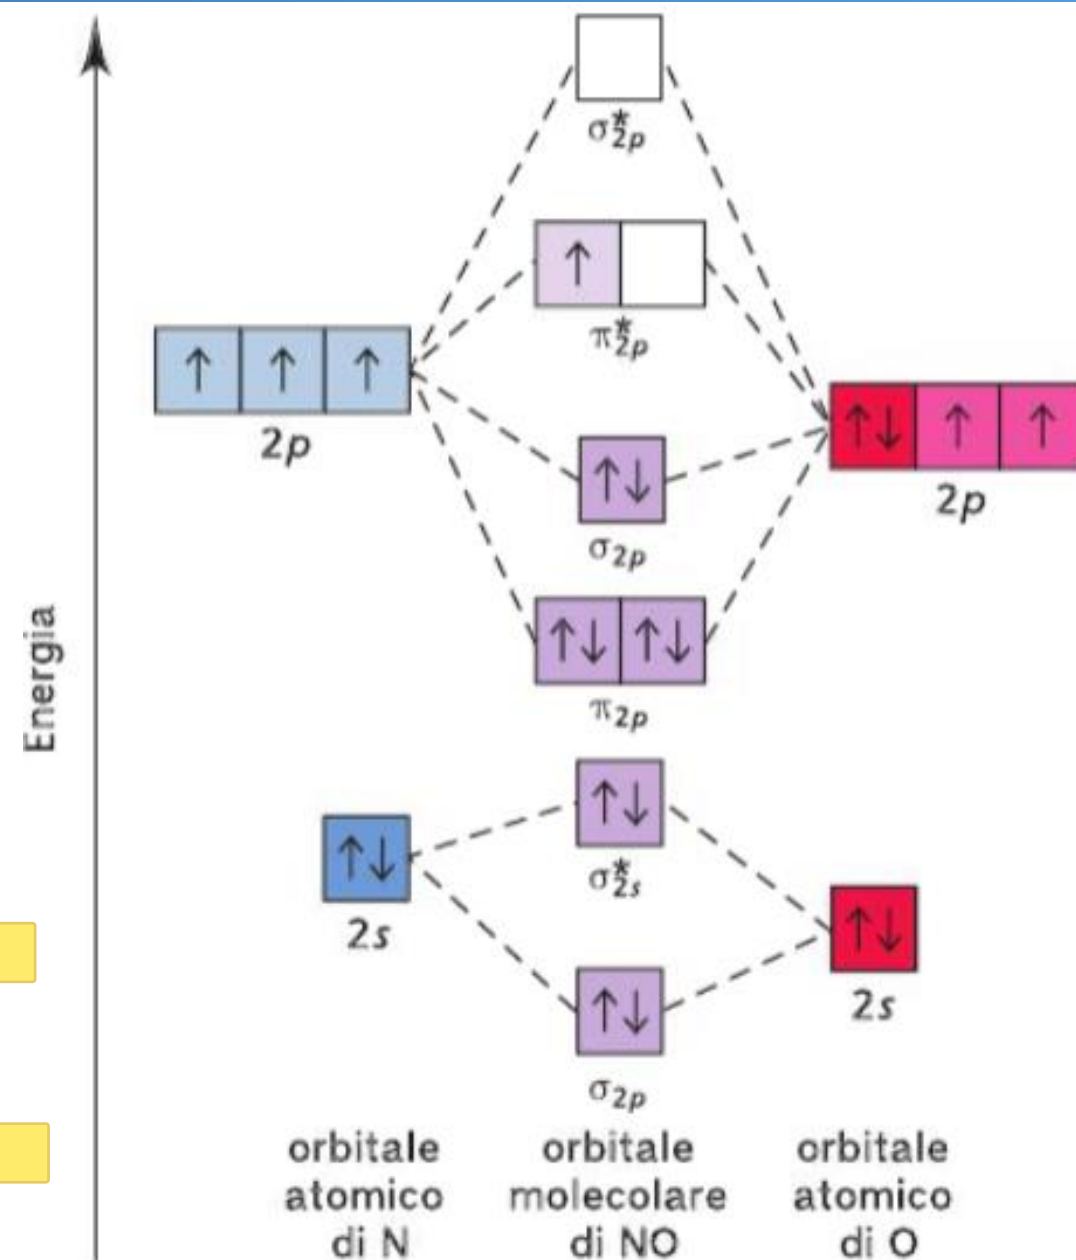 σ*2p
↑
π*2p
↑ ↑ ↑
2p
↑↓ ↑ ↑
2p
↑↓
σ2p
↑↓ ↑↓
π2p
Energia
↑↓
σ*2s
↑↓
2s
↑↓
2s
↑↓
σ2p
orbitale
atomico
di N
orbitale
molecolare
di NO
orbitale
atomico
di O